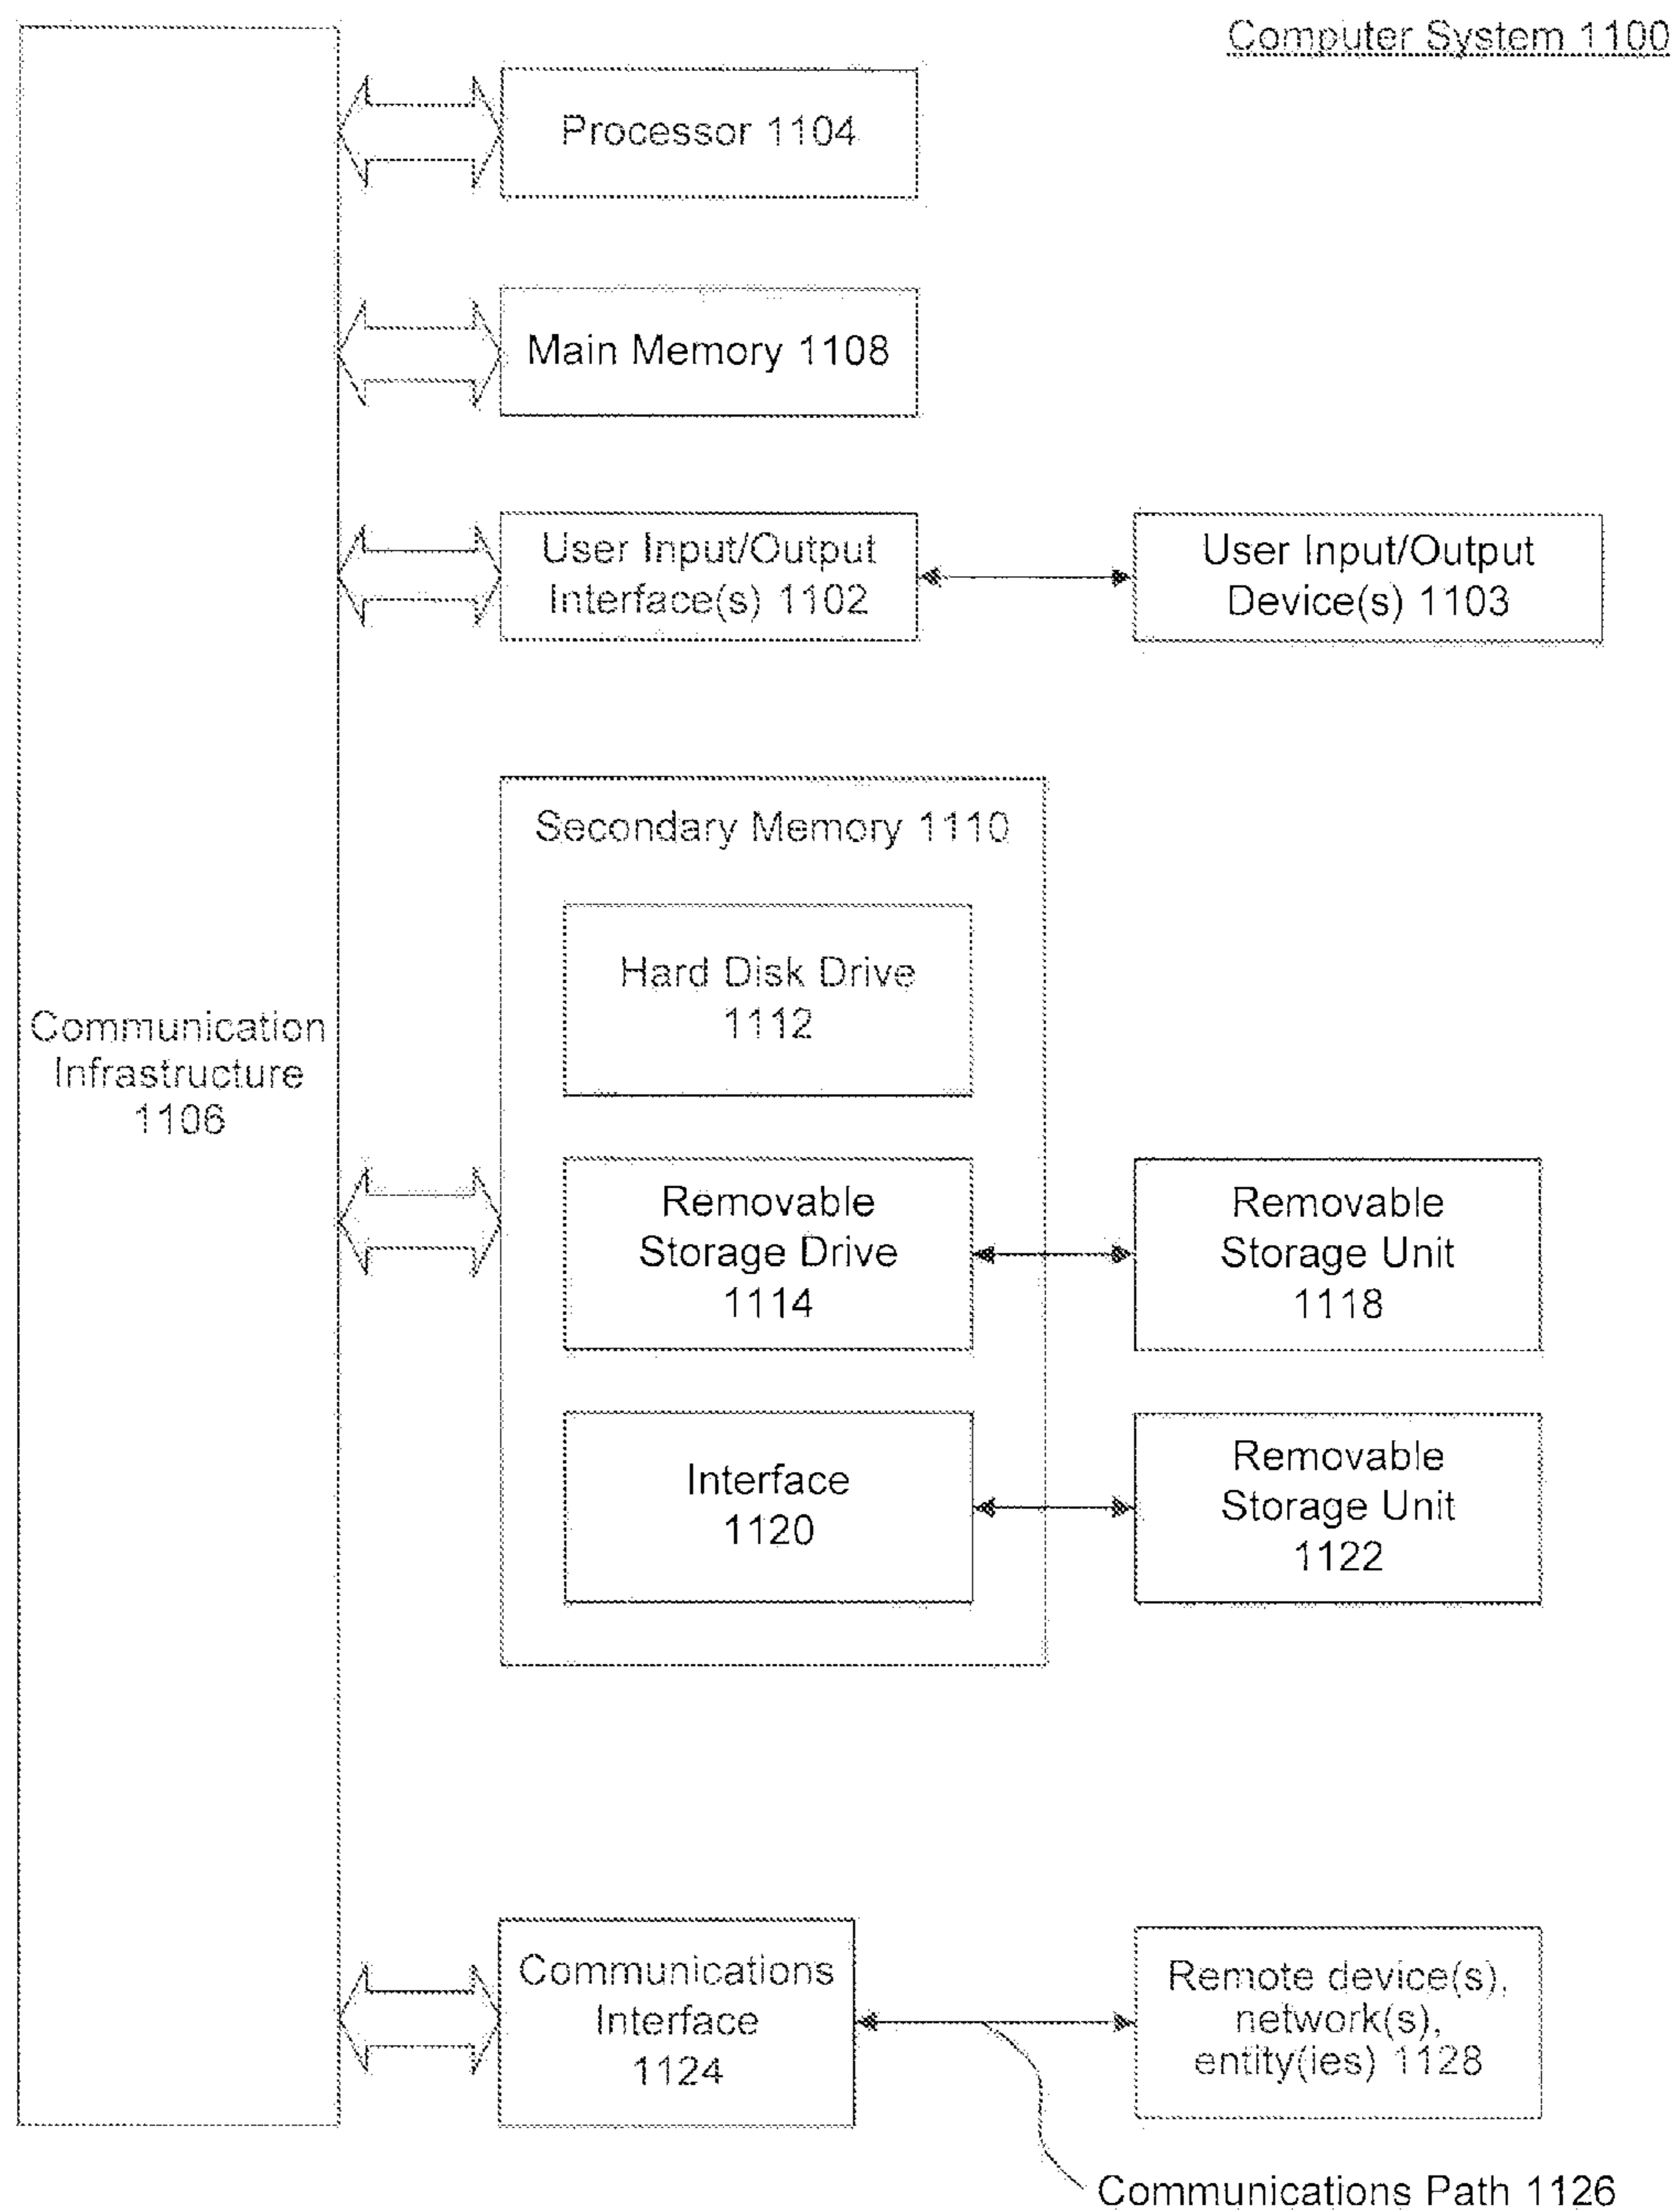 Computer System 1100
Processor 1104
Main Memory 1108
User Input/Output
Interface(s) 1102
User Input/Output
Device(s) 1103
Secondary Memory 1110
Hard Disk Drive
1112
Communication
Infrastructure
1106
Removable
Storage Drive
1114
Removable
Storage Unit
1118
Interface
1120
Removable
Storage Unit
1122
Communications
Interface
1124
Remote device(s),
network(s),
entity(ies) 1128
Communications Path 1126